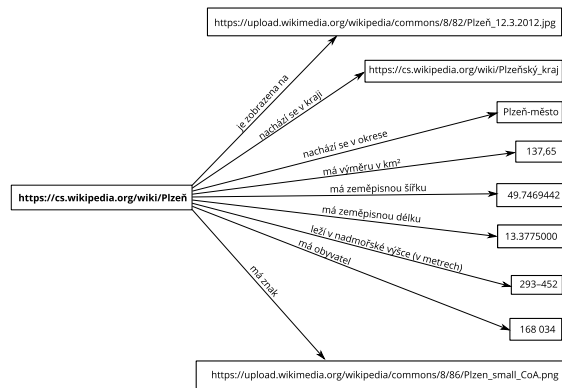 https://upload.wikimedia.org/wikipedia/commons/8/82/Plzeň_12.3.2012.jpg
je zobrazena na
https://cs.wikipedia.org/wiki/Plzeňský_kraj
nachází se v kraji
Plzeň-město
nachází se v okrese
137,65
má výměru v km²
https://cs.wikipedia.org/wiki/Plzeň
má zeměpisnou šířku
49.7469442
má zeměpisnou délku
13.3775000
leží v nadmořské výšce (v metrech)
293–452
má obyvatel
168 034
má znak
https://upload.wikimedia.org/wikipedia/commons/8/86/Plzen_small_CoA.png